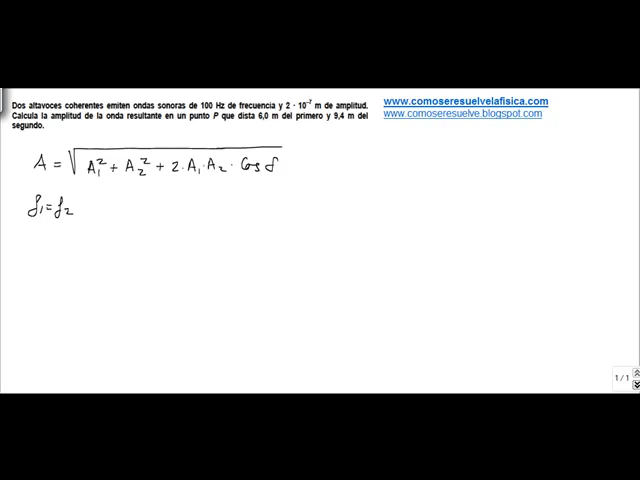 Dos altavoces coherentes emiten ondas sonoras de 100 Hz de frecuencia y 2 · 10⁻⁷ m de amplitud.
Calcula la amplitud de la onda resultante en un punto P que dista 6,0 m del primero y 9,4 m del
segundo.
www.comoseresuelvelafisica.com
www.comoseresuelve.blogspot.com
A = √(A₁² + A₂² + 2·A₁·A₂·Cos δ)
f₁=f₂
1 / 1